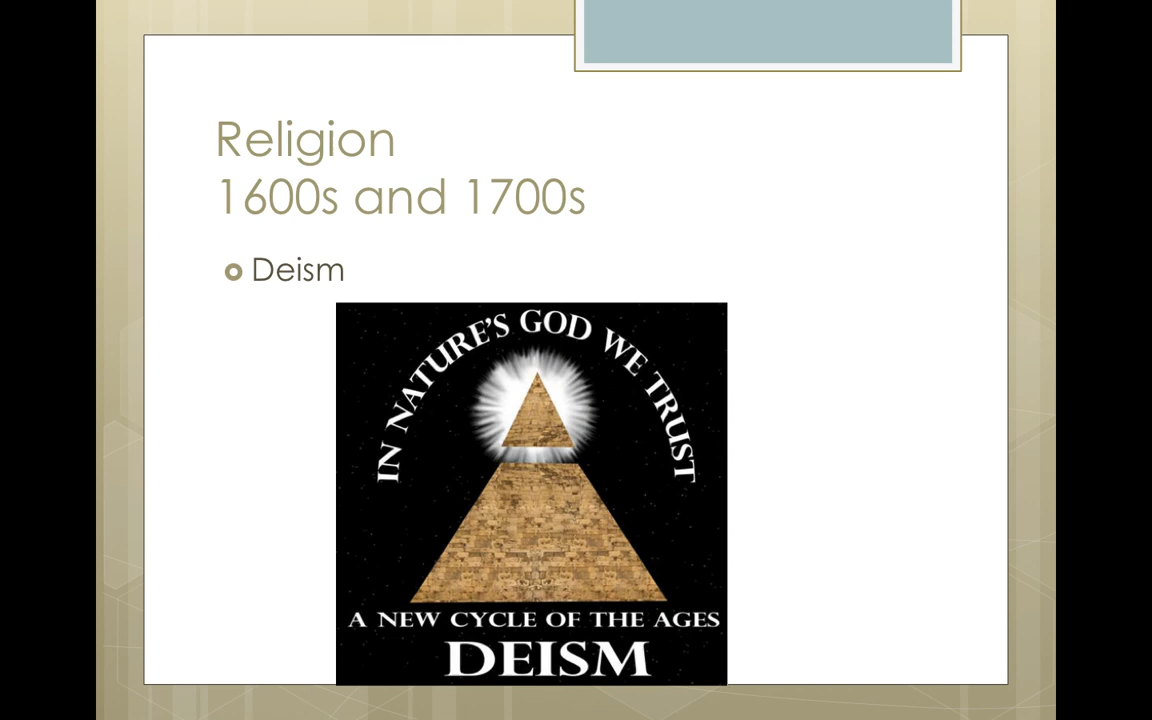 Religion
1600s and 1700s
Deism
IN NATURE'S GOD WE TRUST
A NEW CYCLE OF THE AGES
DEISM